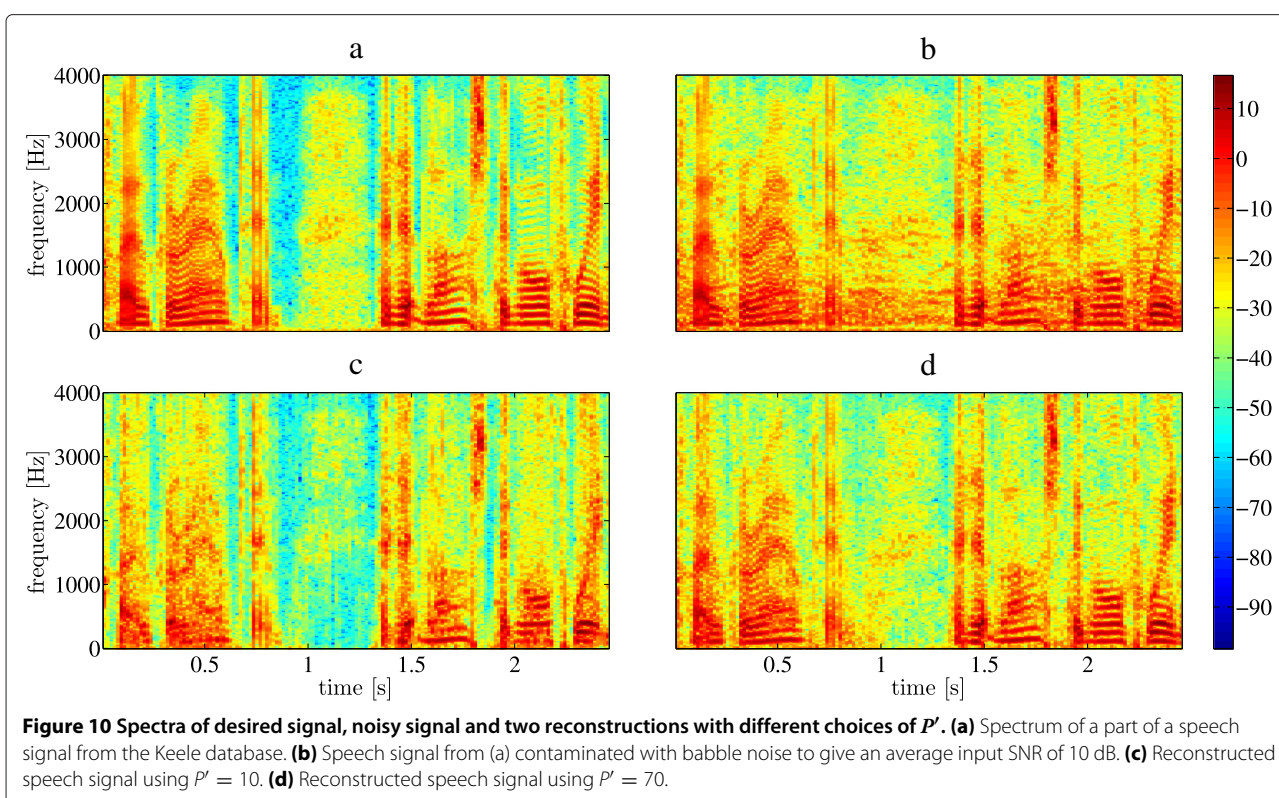 a
b
4000
3000
2000
1000
0
frequency [Hz]
10
0
−10
−20
−30
−40
−50
−60
−70
−80
−90
c
d
4000
3000
2000
1000
0
frequency [Hz]
0.5 1 1.5 2
time [s]
0.5 1 1.5 2
time [s]
Figure 10 Spectra of desired signal, noisy signal and two reconstructions with different choices of P′. (a) Spectrum of a part of a speech
signal from the Keele database. (b) Speech signal from (a) contaminated with babble noise to give an average input SNR of 10 dB. (c) Reconstructed
speech signal using P′ = 10. (d) Reconstructed speech signal using P′ = 70.